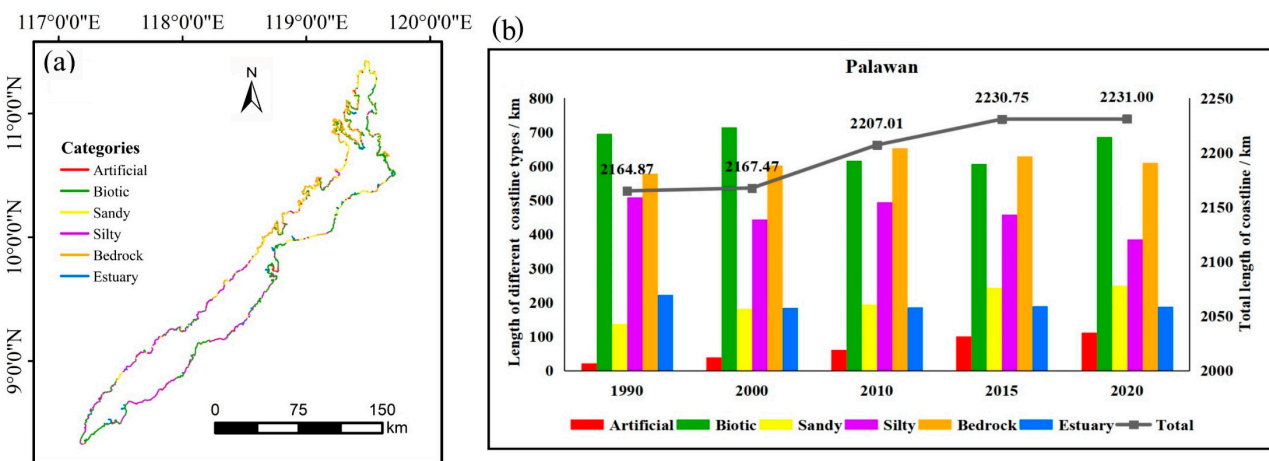 117°0'0"E 118°0'0"E 119°0'0"E 120°0'0"E
(a)
N
11°0'0"N
10°0'0"N
9°0'0"N
Categories
Artificial
Biotic
Sandy
Silty
Bedrock
Estuary
0 75 150
km
(b)
Palawan
Length of different coastline types / km
800
700
600
500
400
300
200
100
0
2164.87
2167.47
2207.01
2230.75
2231.00
2250
2200
2150
2100
2050
2000
Total length of coastline / km
1990 2000 2010 2015 2020
Artificial Biotic Sandy Silty Bedrock Estuary Total